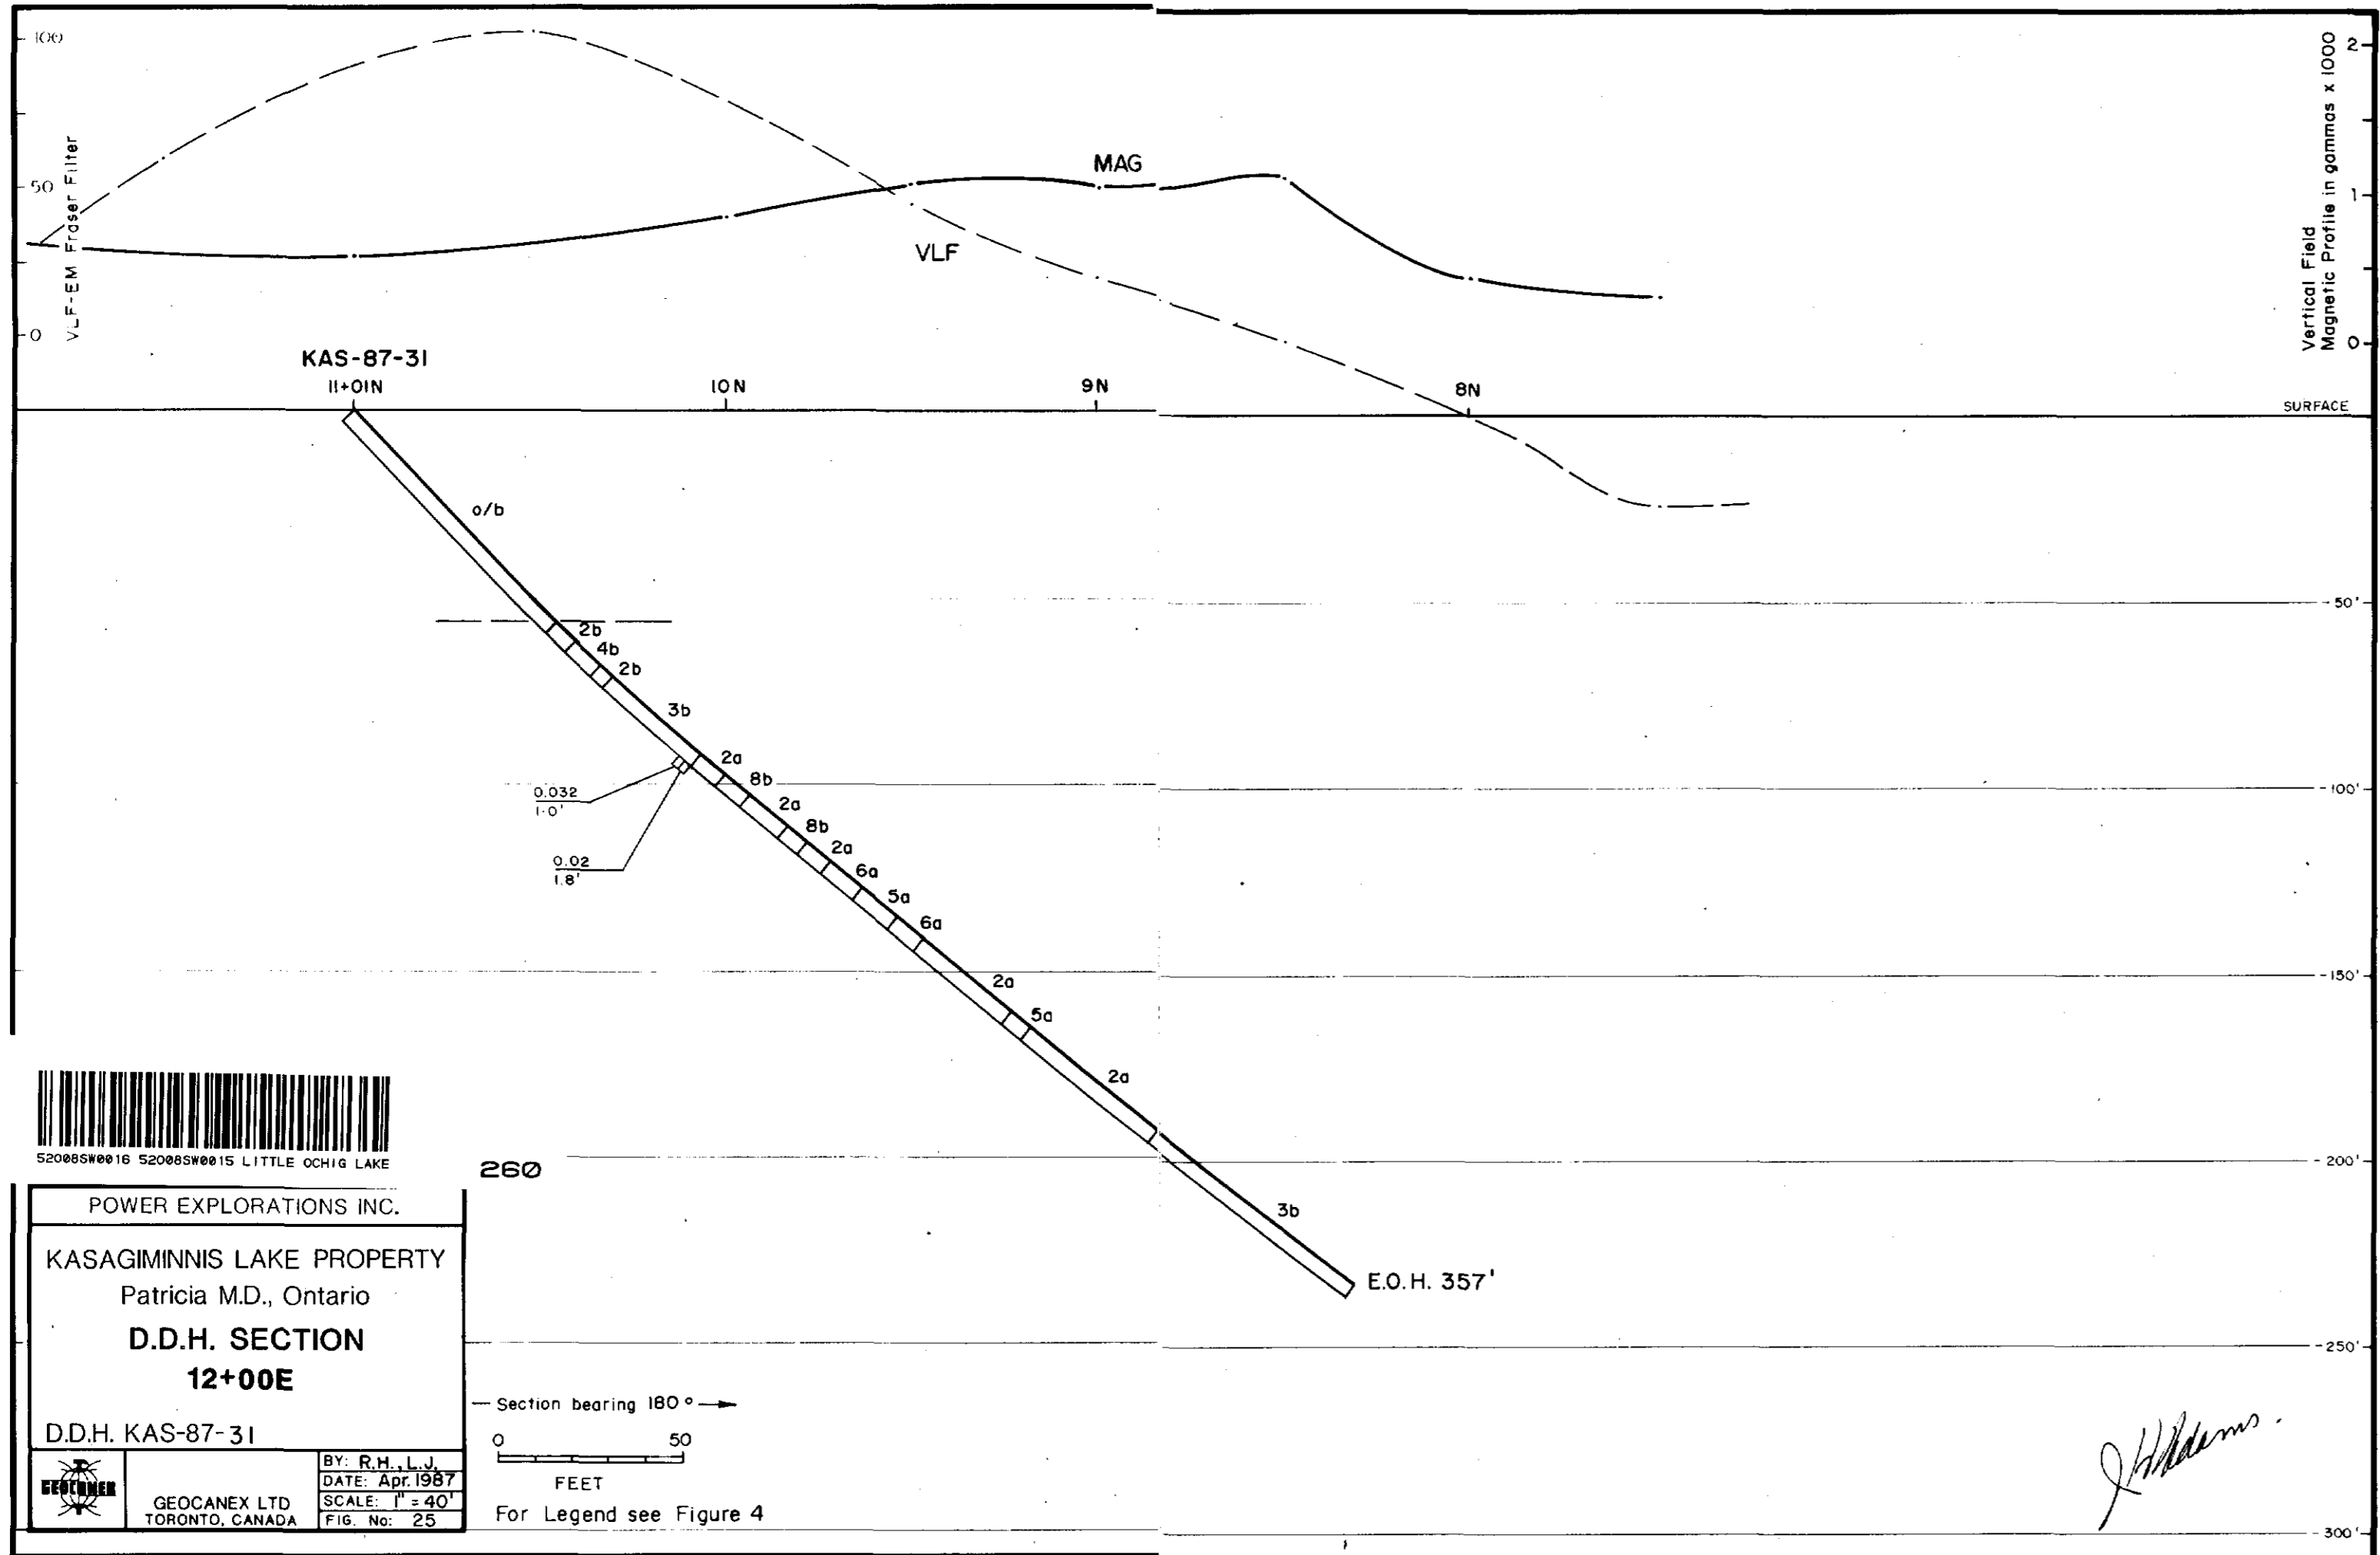 100
50
0
VLF-EM Fraser Filter
2
1
0
Vertical Field
Magnetic Profile in gammas x 1000
MAG
VLF
KAS-87-31
11+01N
10N
9N
8N
SURFACE
o/b
2b
4b
2b
3b
2a
8b
2a
8b
2a
6a
5a
6a
2a
5a
2a
3b
0.032
1.0'
0.02
1.8'
E.O.H. 357'
-50'
-100'
-150'
-200'
-250'
-300'
52008SW0016 52008SW0015 LITTLE OCHIG LAKE
260
POWER EXPLORATIONS INC.
KASAGIMINNIS LAKE PROPERTY
Patricia M.D., Ontario
D.D.H. SECTION
12+00E
D.D.H. KAS-87-31
GEOCANEX LTD
TORONTO, CANADA
BY: R.H., L.J.
DATE: Apr. 1987
SCALE: 1" = 40'
FIG. No: 25
Section bearing 180°
0 50
FEET
For Legend see Figure 4